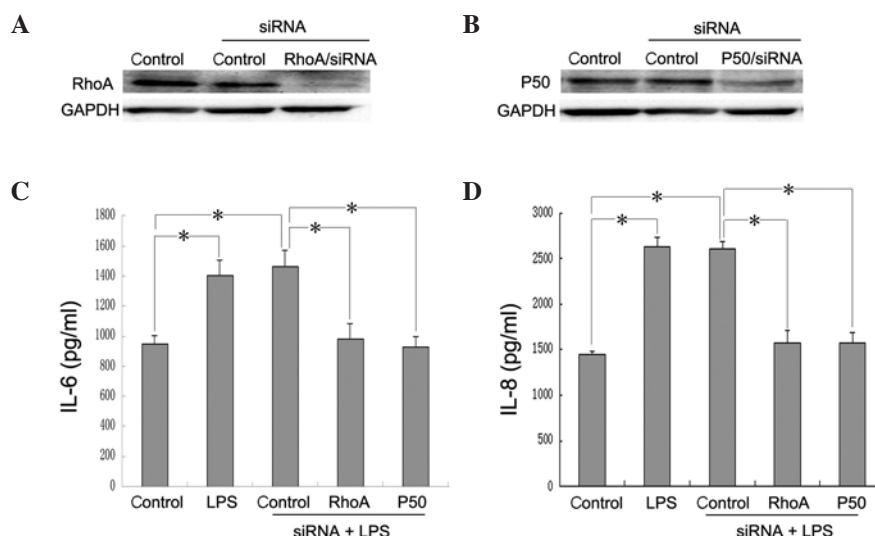 A
siRNA
Control Control RhoA/siRNA
RhoA
GAPDH
B
siRNA
Control Control P50/siRNA
P50
GAPDH
C
IL-6 (pg/ml)
1800
1600
1400
1200
1000
800
600
400
200
0
* * * *
Control LPS Control RhoA P50
siRNA + LPS
D
IL-8 (pg/ml)
3000
2500
2000
1500
1000
500
0
* * * *
Control LPS Control RhoA P50
siRNA + LPS